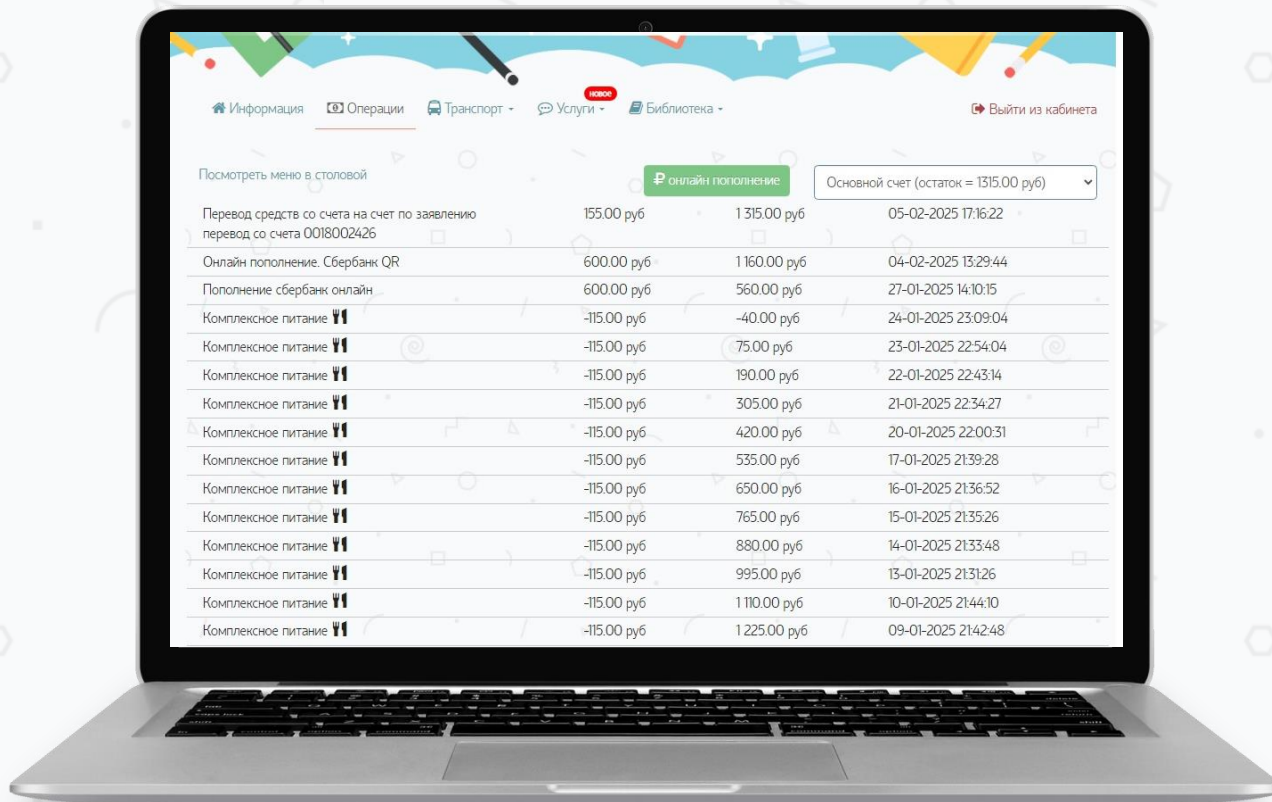 Информация Операции Транспорт Услуги новое Библиотека Выйти из кабинета
Посмотреть меню в столовой ₽ онлайн пополнение Основной счет (остаток = 1315.00 руб)
Перевод средств со счета на счет по заявлению 155.00 руб 1 315.00 руб 05-02-2025 17:16:22
перевод со счета 0018002426
Онлайн пополнение. Сбербанк QR 600.00 руб 1 160.00 руб 04-02-2025 13:29:44
Пополнение сбербанк онлайн 600.00 руб 560.00 руб 27-01-2025 14:10:15
Комплексное питание -115.00 руб -40.00 руб 24-01-2025 23:09:04
Комплексное питание -115.00 руб 75.00 руб 23-01-2025 22:54:04
Комплексное питание -115.00 руб 190.00 руб 22-01-2025 22:43:14
Комплексное питание -115.00 руб 305.00 руб 21-01-2025 22:34:27
Комплексное питание -115.00 руб 420.00 руб 20-01-2025 22:00:31
Комплексное питание -115.00 руб 535.00 руб 17-01-2025 21:39:28
Комплексное питание -115.00 руб 650.00 руб 16-01-2025 21:36:52
Комплексное питание -115.00 руб 765.00 руб 15-01-2025 21:35:26
Комплексное питание -115.00 руб 880.00 руб 14-01-2025 21:33:48
Комплексное питание -115.00 руб 995.00 руб 13-01-2025 21:31:26
Комплексное питание -115.00 руб 1 110.00 руб 10-01-2025 21:44:10
Комплексное питание -115.00 руб 1 225.00 руб 09-01-2025 21:42:48